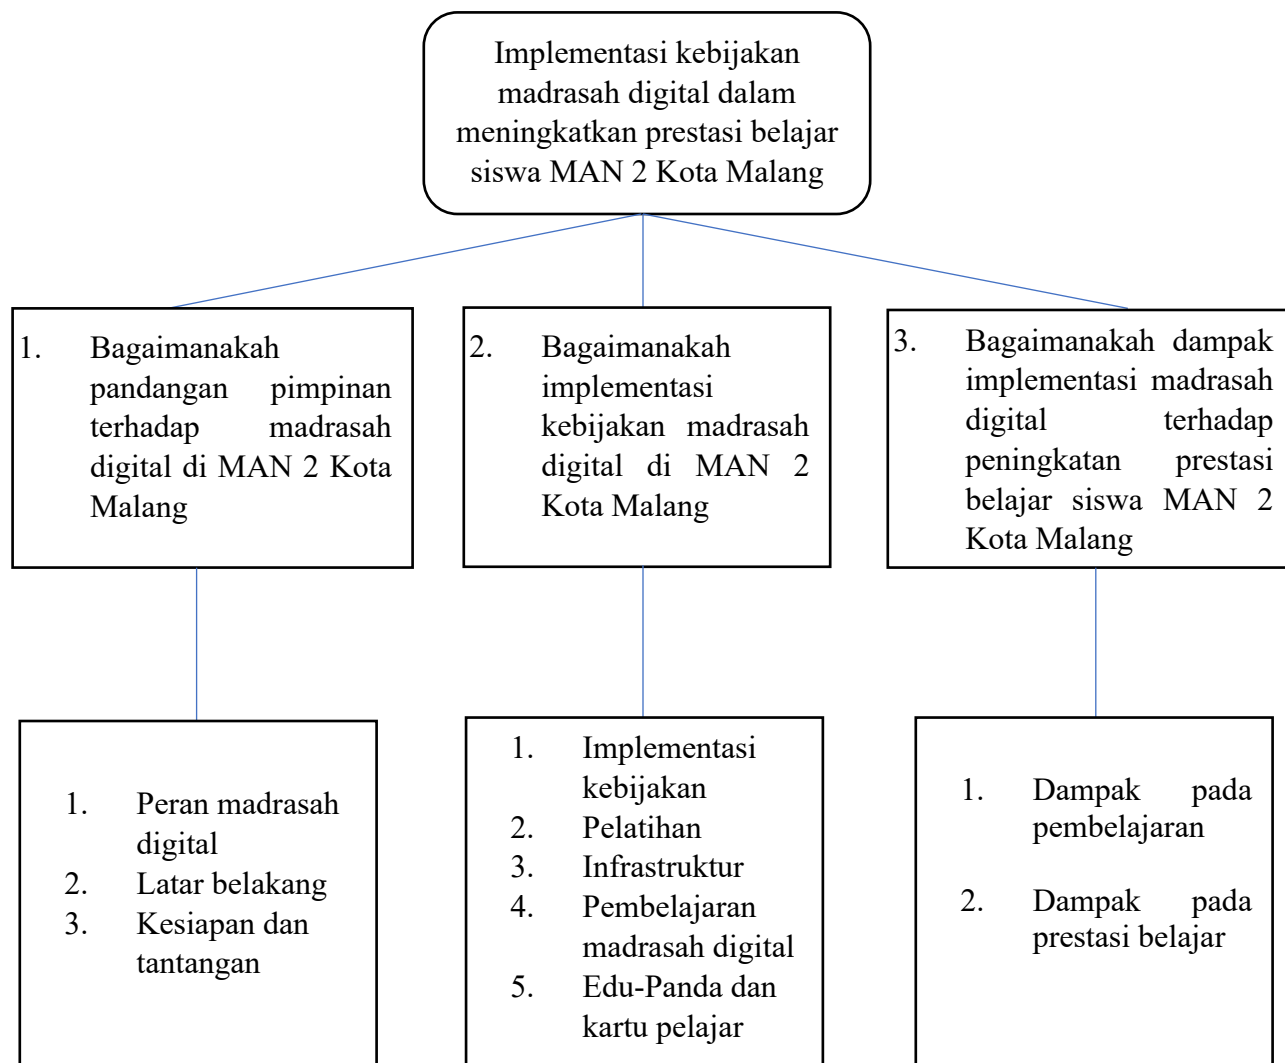 Implementasi kebijakan
madrasah digital dalam
meningkatkan prestasi belajar
siswa MAN 2 Kota Malang
1. Bagaimanakah
pandangan pimpinan
terhadap madrasah
digital di MAN 2 Kota
Malang
2. Bagaimanakah
implementasi
kebijakan madrasah
digital di MAN 2
Kota Malang
3. Bagaimanakah dampak
implementasi madrasah
digital terhadap
peningkatan prestasi
belajar siswa MAN 2
Kota Malang
1. Peran madrasah
digital
2. Latar belakang
3. Kesiapan dan
tantangan
1. Implementasi
kebijakan
2. Pelatihan
3. Infrastruktur
4. Pembelajaran
madrasah digital
5. Edu-Panda dan
kartu pelajar
1. Dampak pada
pembelajaran
2. Dampak pada
prestasi belajar